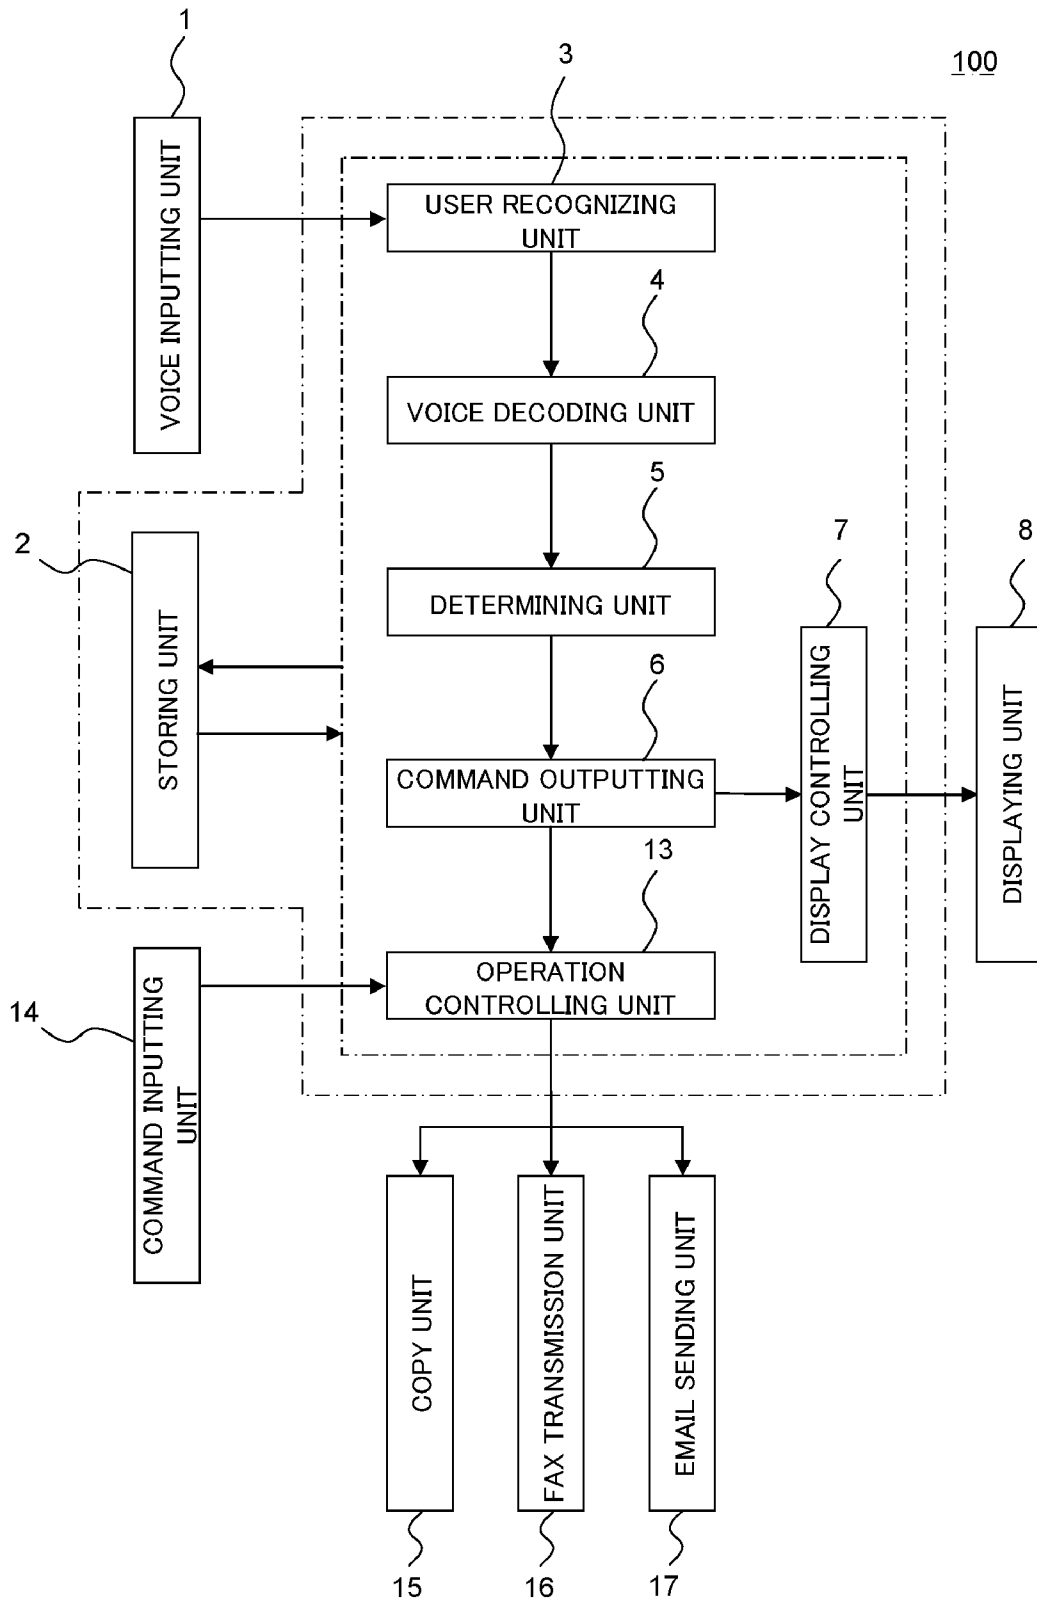 1
3
100
VOICE INPUTTING UNIT
USER RECOGNIZING
UNIT
4
VOICE DECODING UNIT
5
2
7
8
STORING UNIT
DETERMINING UNIT
6
DISPLAY CONTROLLING
UNIT
DISPLAYING UNIT
COMMAND OUTPUTTING
UNIT
13
14
COMMAND INPUTTING
UNIT
OPERATION
CONTROLLING UNIT
COPY UNIT
FAX TRANSMISSION UNIT
EMAIL SENDING UNIT
15
16
17